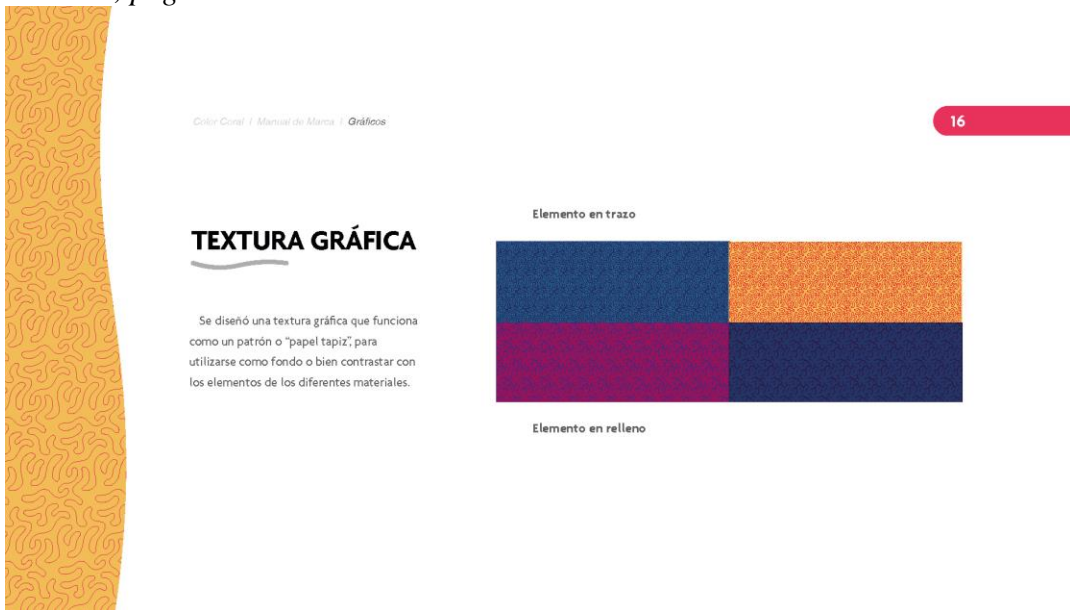 Color Coral | Manual de Marca | Gráficos
16
TEXTURA GRÁFICA
Se diseñó una textura gráfica que funciona
como un patrón o “papel tapiz”, para
utilizarse como fondo o bien contrastar con
los elementos de los diferentes materiales.
Elemento en trazo
Elemento en relleno